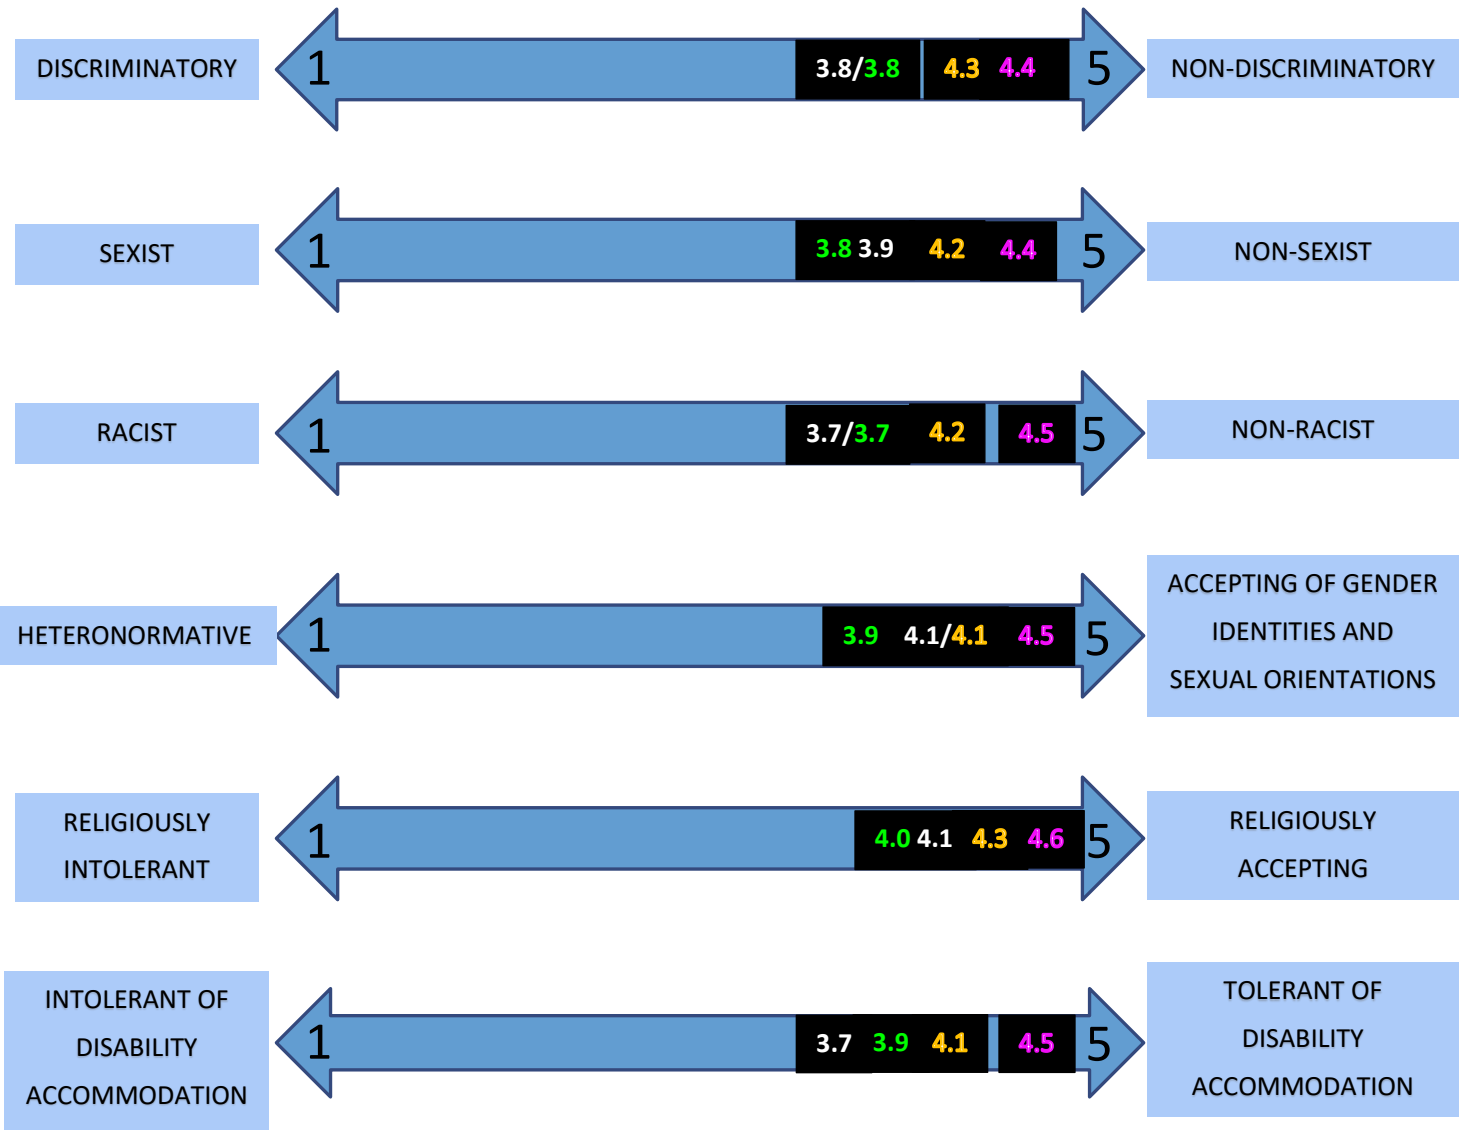 DISCRIMINATORY 1 3.8/3.8 4.3 4.4 5 NON-DISCRIMINATORY
SEXIST 1 3.8 3.9 4.2 4.4 5 NON-SEXIST
RACIST 1 3.7/3.7 4.2 4.5 5 NON-RACIST
HETERONORMATIVE 1 3.9 4.1/4.1 4.5 5
ACCEPTING OF GENDER
IDENTITIES AND
SEXUAL ORIENTATIONS
RELIGIOUSLY
INTOLERANT
1 4.0 4.1 4.3 4.6 5
RELIGIOUSLY
ACCEPTING
INTOLERANT OF
DISABILITY
ACCOMMODATION
1 3.7 3.9 4.1 4.5 5
TOLERANT OF
DISABILITY
ACCOMMODATION